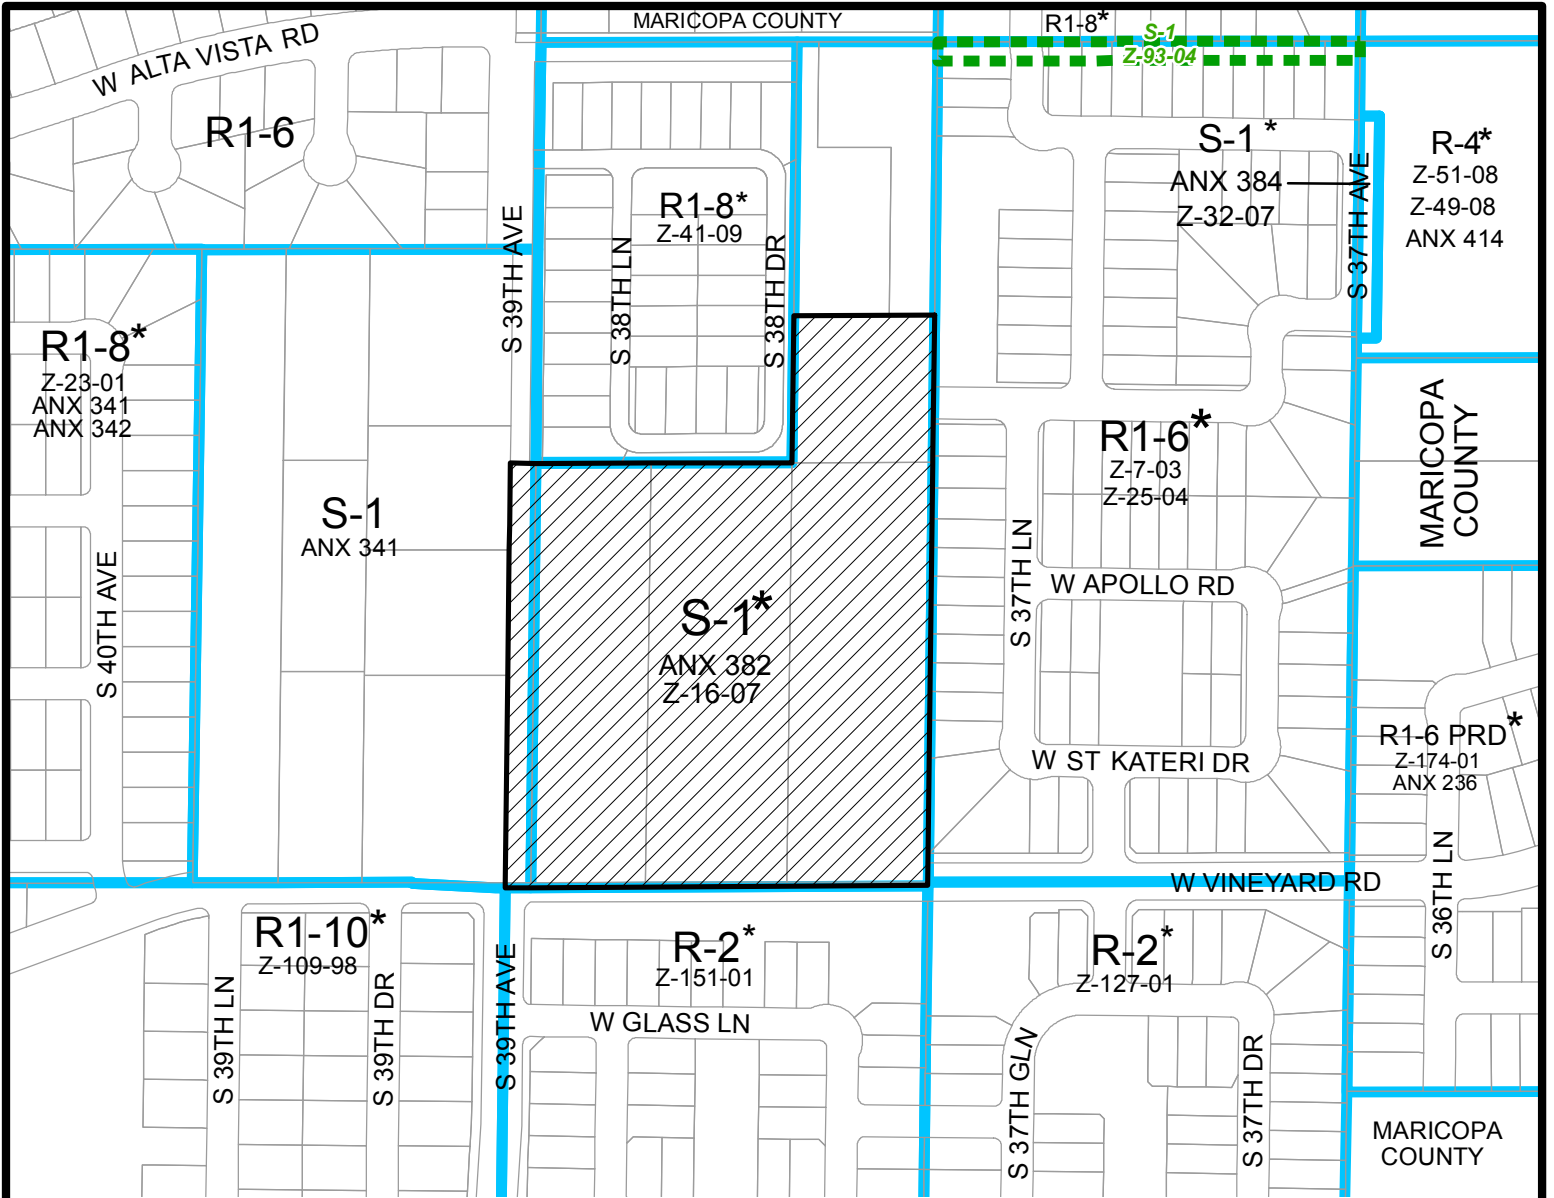 MARICOPA COUNTY
R1-8*
S-1
Z-93-04
W ALTA VISTA RD
R1-6
S-1 *
ANX 384
Z-32-07
R-4*
Z-51-08
Z-49-08
ANX 414
S 37TH AVE
S 39TH AVE
R1-8*
Z-41-09
S 38TH LN
S 38TH DR
R1-8*
Z-23-01
ANX 341
ANX 342
MARICOPA
COUNTY
R1-6*
Z-7-03
Z-25-04
S-1
ANX 341
S 40TH AVE
S 37TH LN
W APOLLO RD
S-1*
ANX 382
Z-16-07
W ST KATERI DR
R1-6 PRD*
Z-174-01
ANX 236
S 36TH LN
W VINEYARD RD
R1-10*
Z-109-98
S 39TH LN
S 39TH DR
S 39TH AVE
R-2*
Z-151-01
W GLASS LN
R-2*
Z-127-01
S 37TH GLN
S 37TH DR
MARICOPA
COUNTY